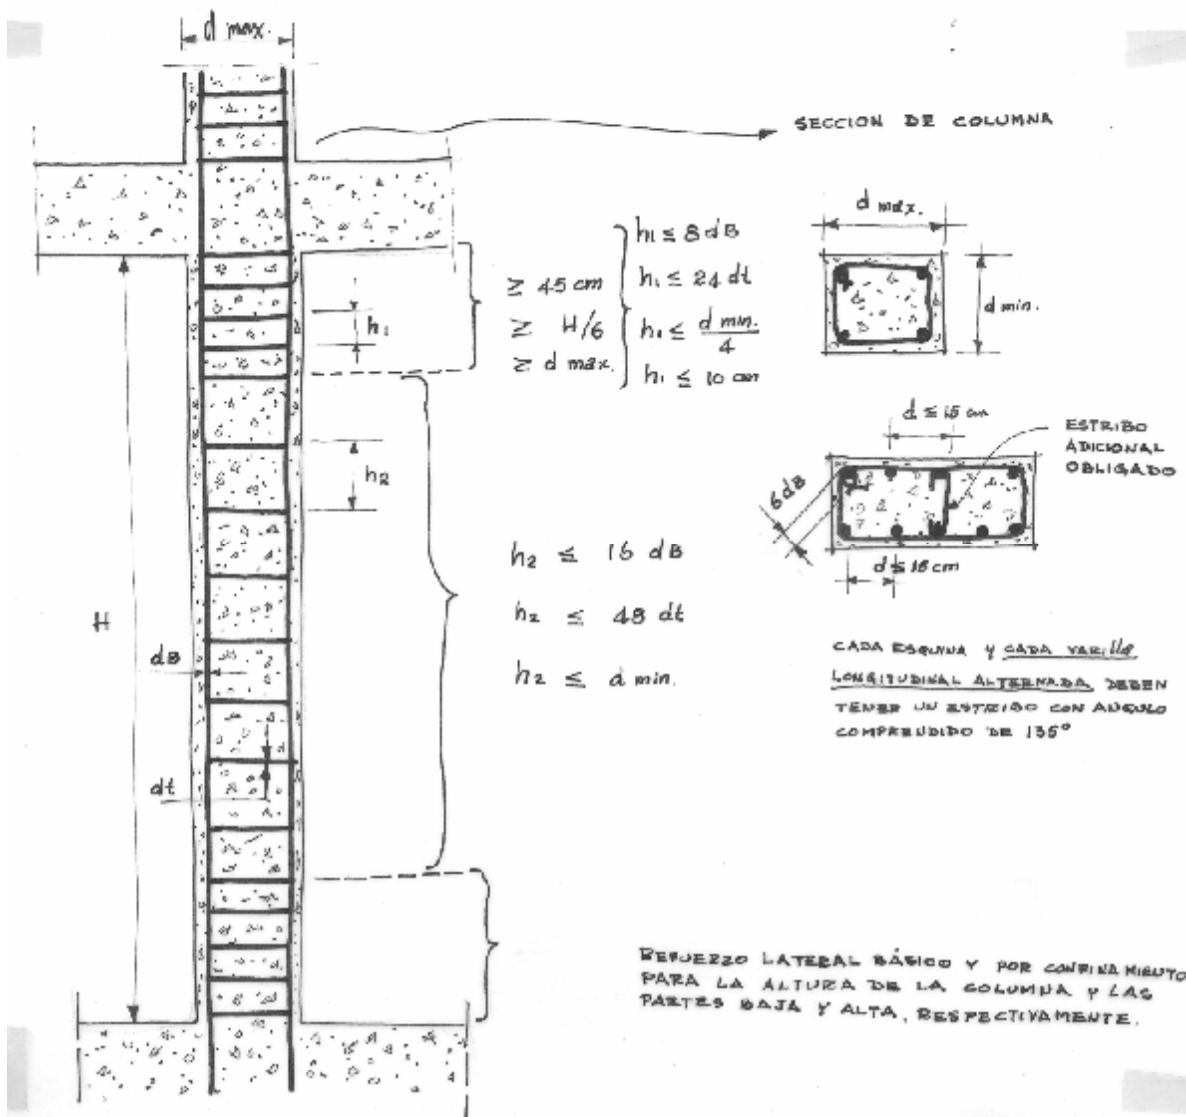 d max.
SECCION DE COLUMNA
d max.
d min.
≥ 45 cm
≥ H/6
≥ d max.
h1 ≤ 8 dB
h1 ≤ 24 dt
h1 ≤ d min. / 4
h1 ≤ 10 cm
h1
h2
d ≤ 15 cm
ESTRIBO
ADICIONAL
OBLIGADO
6dB
d ≤ 15 cm
h2 ≤ 16 dB
h2 ≤ 48 dt
h2 ≤ d min.
H
dB
dt
CADA ESQUINA Y CADA VARILLA
LONGITUDINAL ALTERNADA DEBEN
TENER UN ESTRIBO CON ANGULO
COMPRENDIDO DE 135°
REFUERZO LATERAL BÁSICO Y POR CONFINAMIENTO
PARA LA ALTURA DE LA COLUMNA Y LAS
PARTES BAJA Y ALTA, RESPECTIVAMENTE.